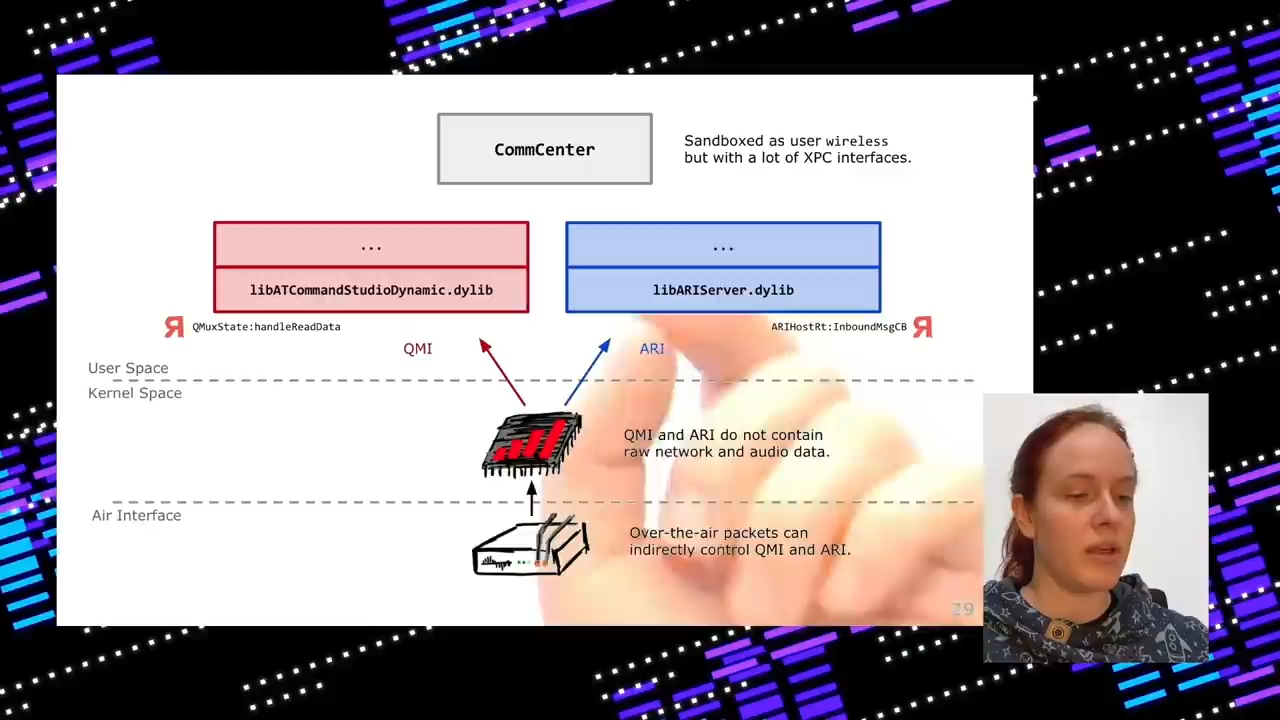 CommCenter
Sandboxed as user wireless
but with a lot of XPC interfaces.
...
...
libATCommandStudioDynamic.dylib
libARIServer.dylib
Я QMuxState:handleReadData
ARIHostRt:InboundMsgCB Я
QMI
ARI
User Space
Kernel Space
QMI and ARI do not contain
raw network and audio data.
Air Interface
Over-the-air packets can
indirectly control QMI and ARI.
29